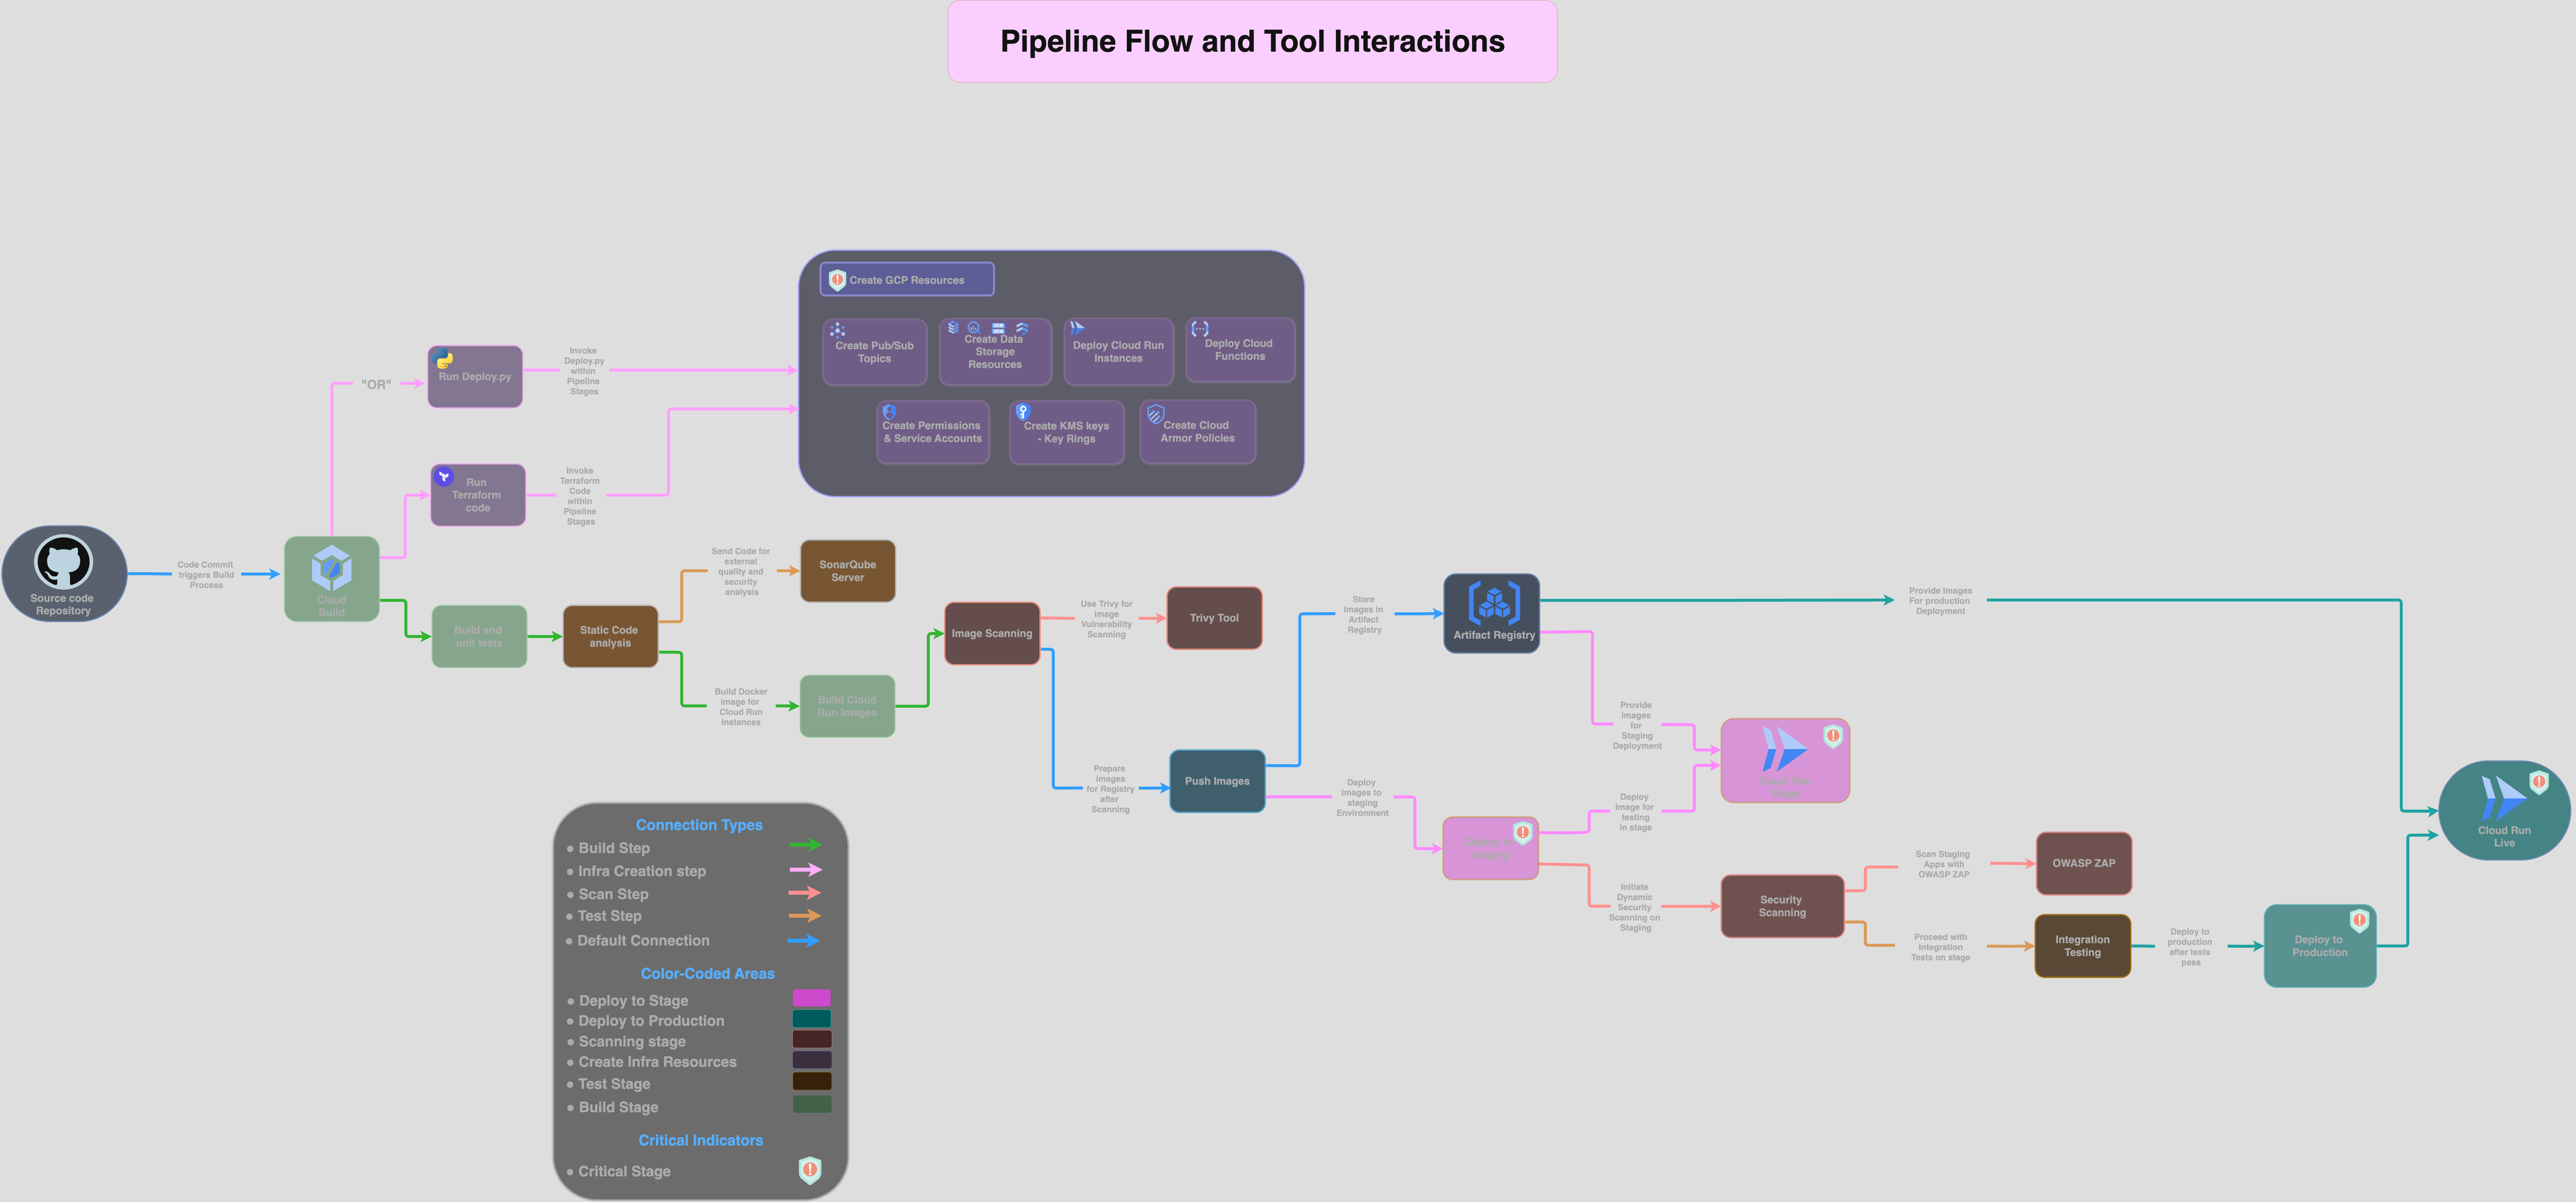 Pipeline Flow and Tool Interactions
Create GCP Resources
Create Pub/Sub
Topics
Create Data
Storage
Resources
Deploy Cloud Run
Instances
Deploy Cloud
Functions
Create Permissions
& Service Accounts
Create KMS keys
- Key Rings
Create Cloud
Armor Policies
"OR"
Run Deploy.py
Invoke
Deploy.py
within
Pipeline
Stages
Run
Terraform
code
Invoke
Terraform
Code
within
Pipeline
Stages
Source code
Repository
Code Commit
triggers Build
Process
Cloud
Build
Build and
unit tests
Static Code
analysis
Send Code for
external
quality and
security
analysis
SonarQube
Server
Build Docker
Image for
Cloud Run
Instances
Build Cloud
Run Images
Image Scanning
Use Trivy for
image
Vulnerability
Scanning
Trivy Tool
Prepare
images
for Registry
after
Scanning
Push Images
Store
Images in
Artifact
Registry
Artifact Registry
Provide Images
For production
Deployment
Provide
images
for
Staging
Deployment
Deploy
Images to
staging
Environment
Deploy to
staging
Deploy
Image for
testing
in stage
Cloud Run
Stage
Initiate
Dynamic
Security
Scanning on
Staging
Security
Scanning
Scan Staging
Apps with
OWASP ZAP
OWASP ZAP
Proceed with
Integration
Tests on stage
Integration
Testing
Deploy to
production
after tests
pass
Deploy to
Production
Cloud Run
Live
Connection Types
• Build Step
• Infra Creation step
• Scan Step
• Test Step
• Default Connection
Color-Coded Areas
• Deploy to Stage
• Deploy to Production
• Scanning stage
• Create Infra Resources
• Test Stage
• Build Stage
Critical Indicators
• Critical Stage